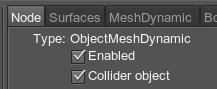 Node Surfaces MeshDynamic
Type: ObjectMeshDynamic
Enabled
Collider object